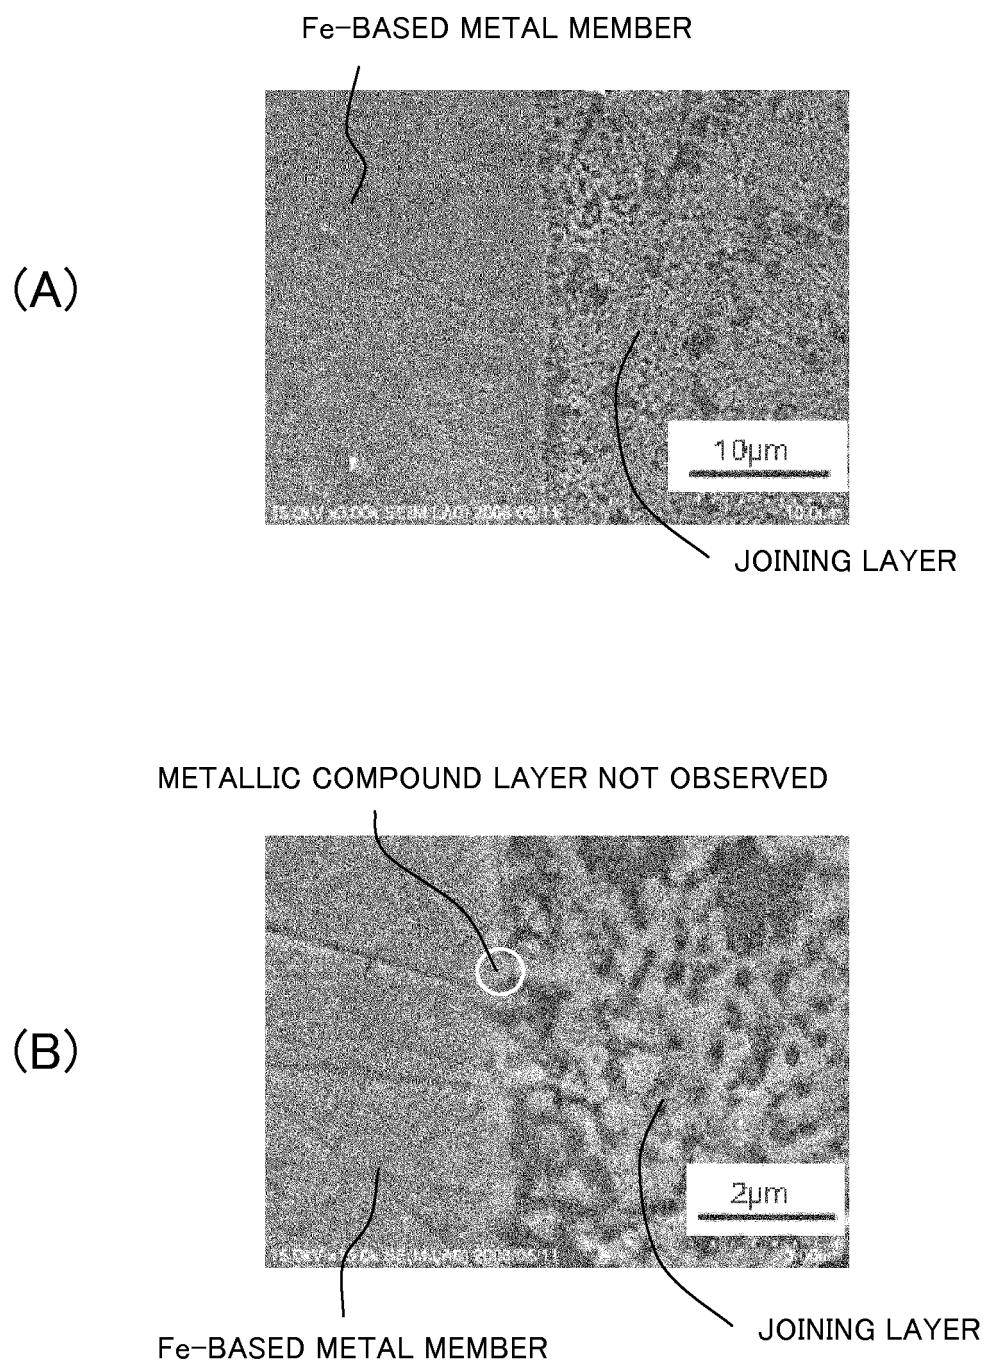 Fe-BASED METAL MEMBER
(A)
10μm
JOINING LAYER
METALLIC COMPOUND LAYER NOT OBSERVED
(B)
2μm
JOINING LAYER
Fe-BASED METAL MEMBER